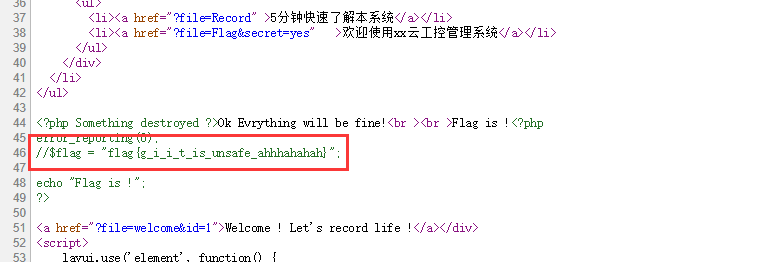 36 <ul>
37 <li><a href="?file=Record" >5分钟快速了解本系统</a></li>
38 <li><a href="?file=Flag&secret=yes" >欢迎使用xx云工控管理系统</a></li>
39 </ul>
40 </div>
41 </li>
42 </ul>
43
44 <?php Something destroyed ?>Ok Evrything will be fine!<br ><br >Flag is !<?php
45 error_reporting(0);
46 //$flag = "flag{g_i_i_t_is_unsafe_ahhhahahah}";
47
48 echo "Flag is !";
49 ?>
50
51 <a href="?file=welcome&id=1">Welcome ! Let's record life !</a></div>
52 <script>
53 layui.use('element', function() {